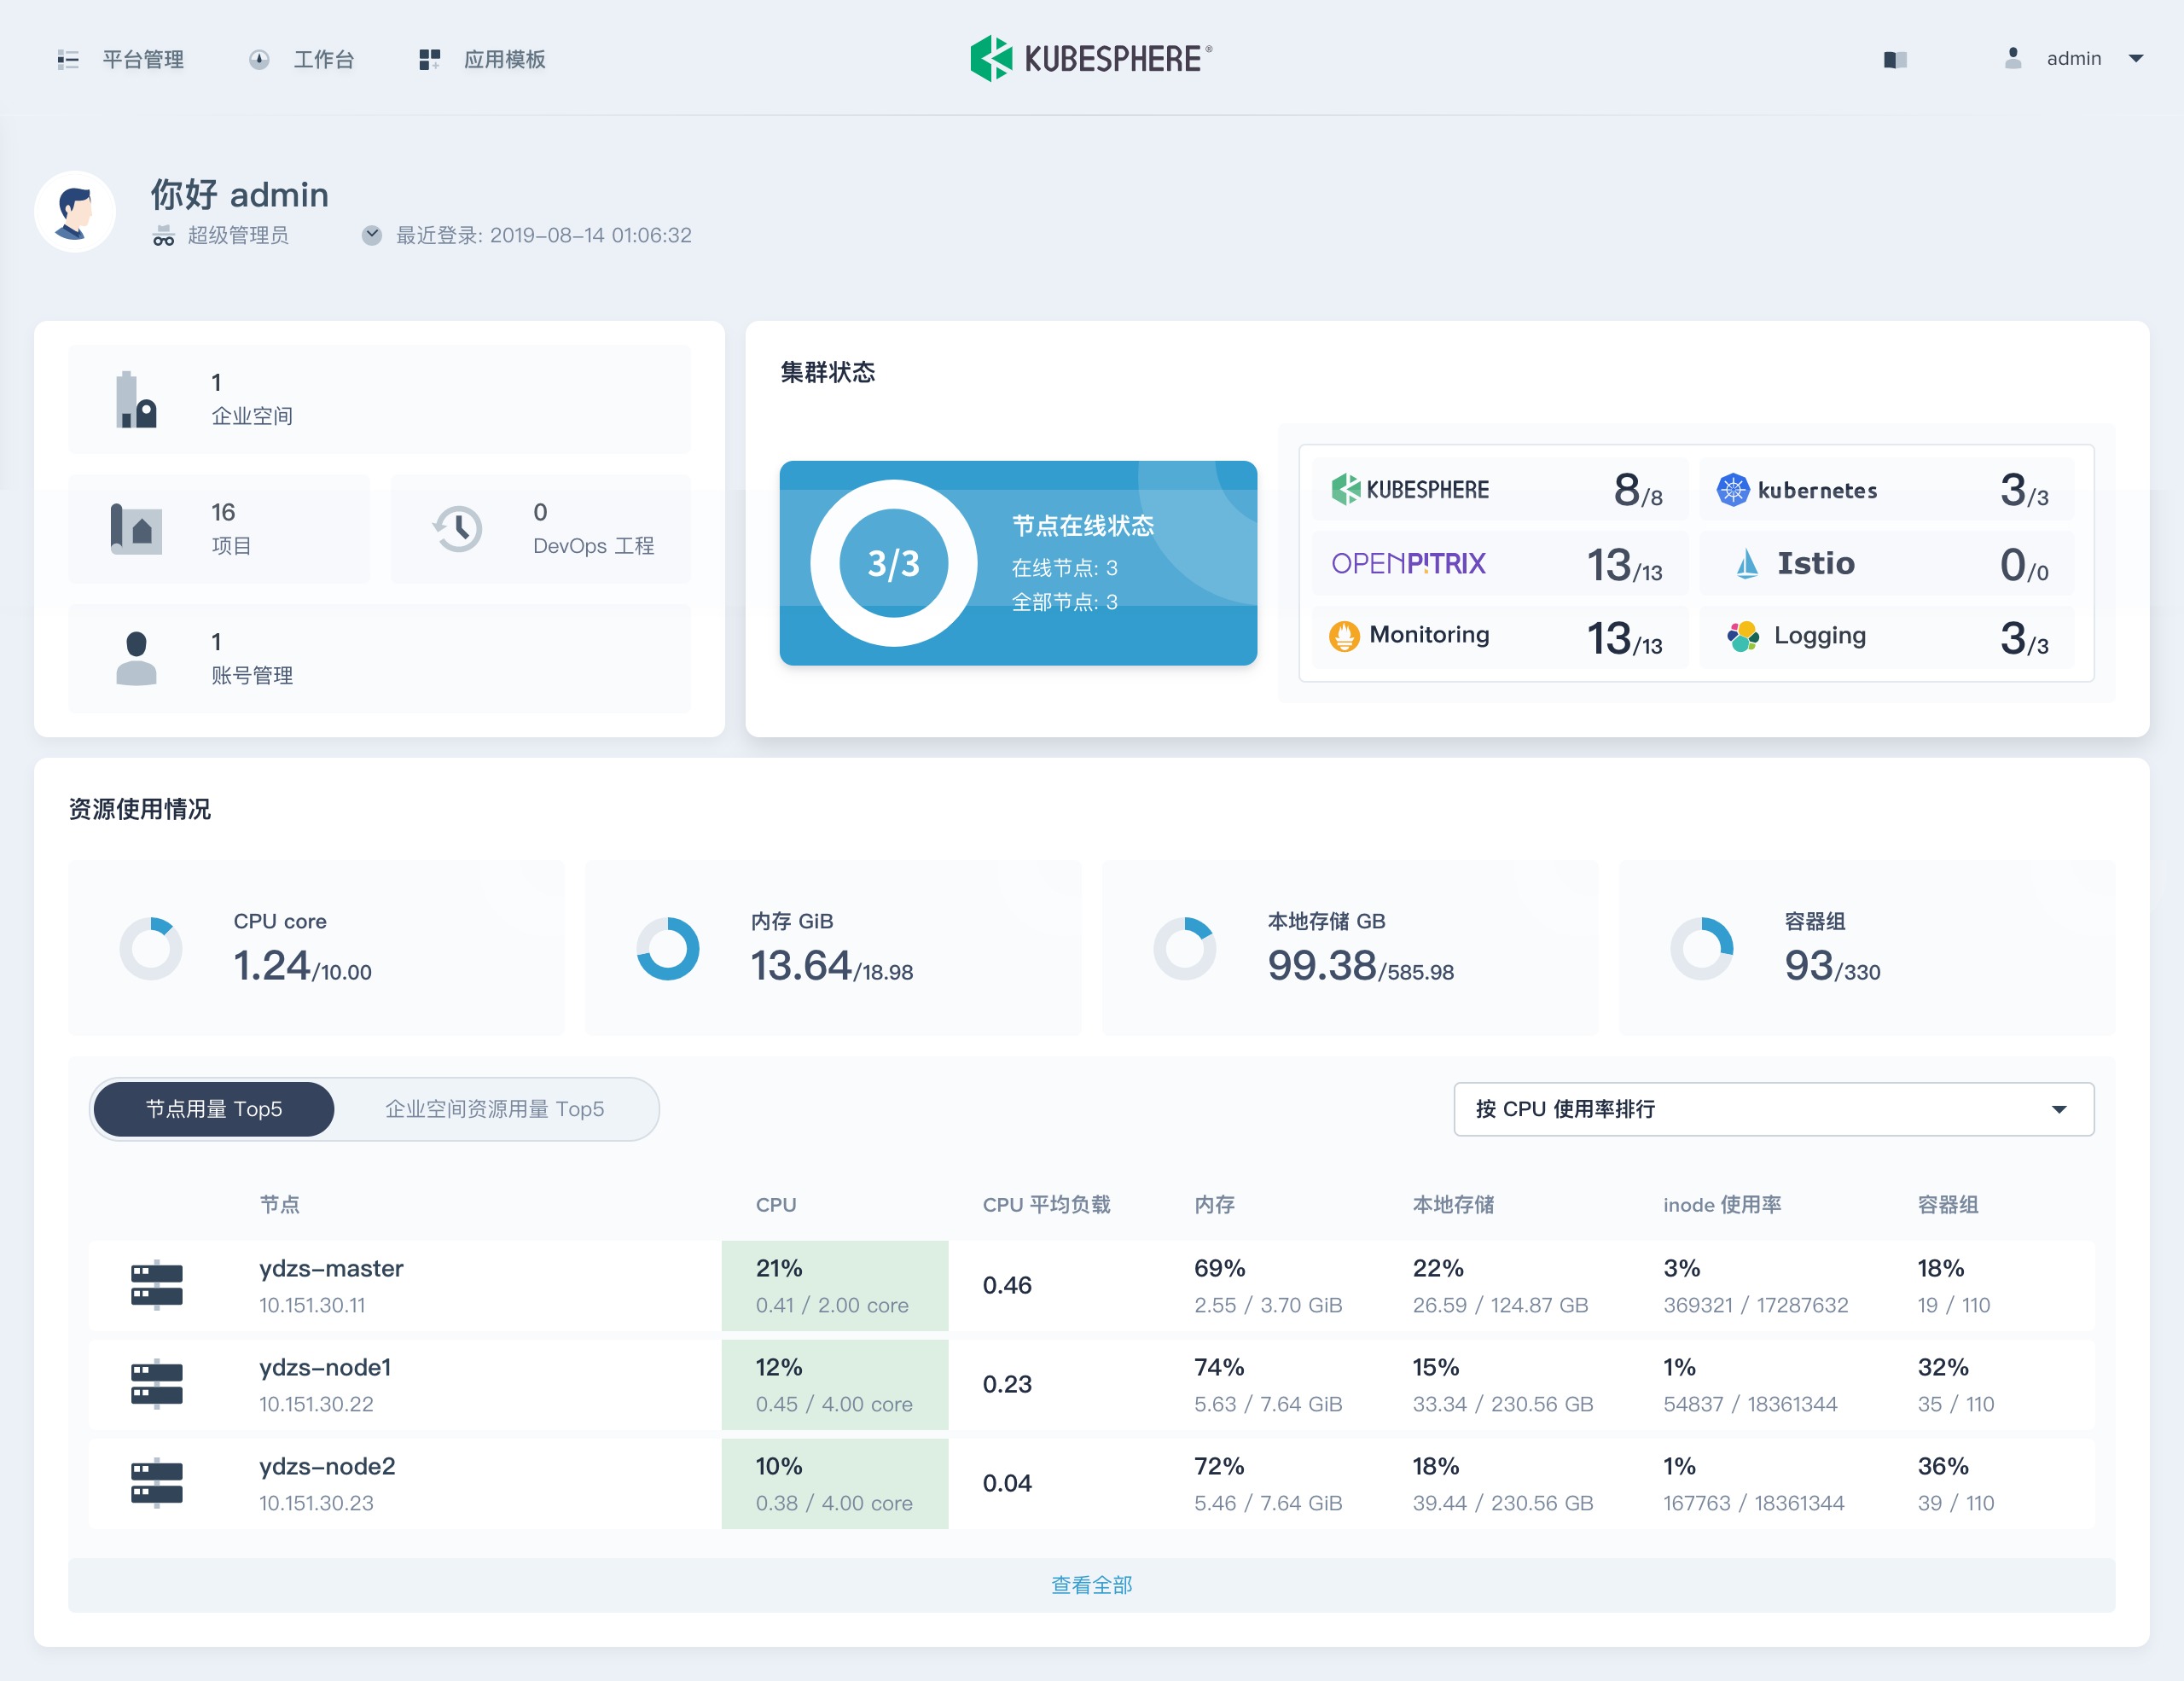 平台管理 工作台 应用模板 KUBESPHERE® admin
你好 admin
超级管理员 最近登录: 2019-08-14 01:06:32
1
企业空间
16
项目
0
DevOps 工程
1
账号管理
集群状态
3/3
节点在线状态
在线节点: 3
全部节点: 3
KUBESPHERE 8/8 kubernetes 3/3
OPENPITRIX 13/13 Istio 0/0
Monitoring 13/13 Logging 3/3
资源使用情况
CPU core
1.24/10.00
内存 GiB
13.64/18.98
本地存储 GB
99.38/585.98
容器组
93/330
节点用量 Top5 企业空间资源用量 Top5 按 CPU 使用率排行
节点 CPU CPU 平均负载 内存 本地存储 inode 使用率 容器组
ydzs-master 21% 0.46 69% 22% 3% 18%
10.151.30.11 0.41 / 2.00 core 2.55 / 3.70 GiB 26.59 / 124.87 GB 369321 / 17287632 19 / 110
ydzs-node1 12% 0.23 74% 15% 1% 32%
10.151.30.22 0.45 / 4.00 core 5.63 / 7.64 GiB 33.34 / 230.56 GB 54837 / 18361344 35 / 110
ydzs-node2 10% 0.04 72% 18% 1% 36%
10.151.30.23 0.38 / 4.00 core 5.46 / 7.64 GiB 39.44 / 230.56 GB 167763 / 18361344 39 / 110
查看全部